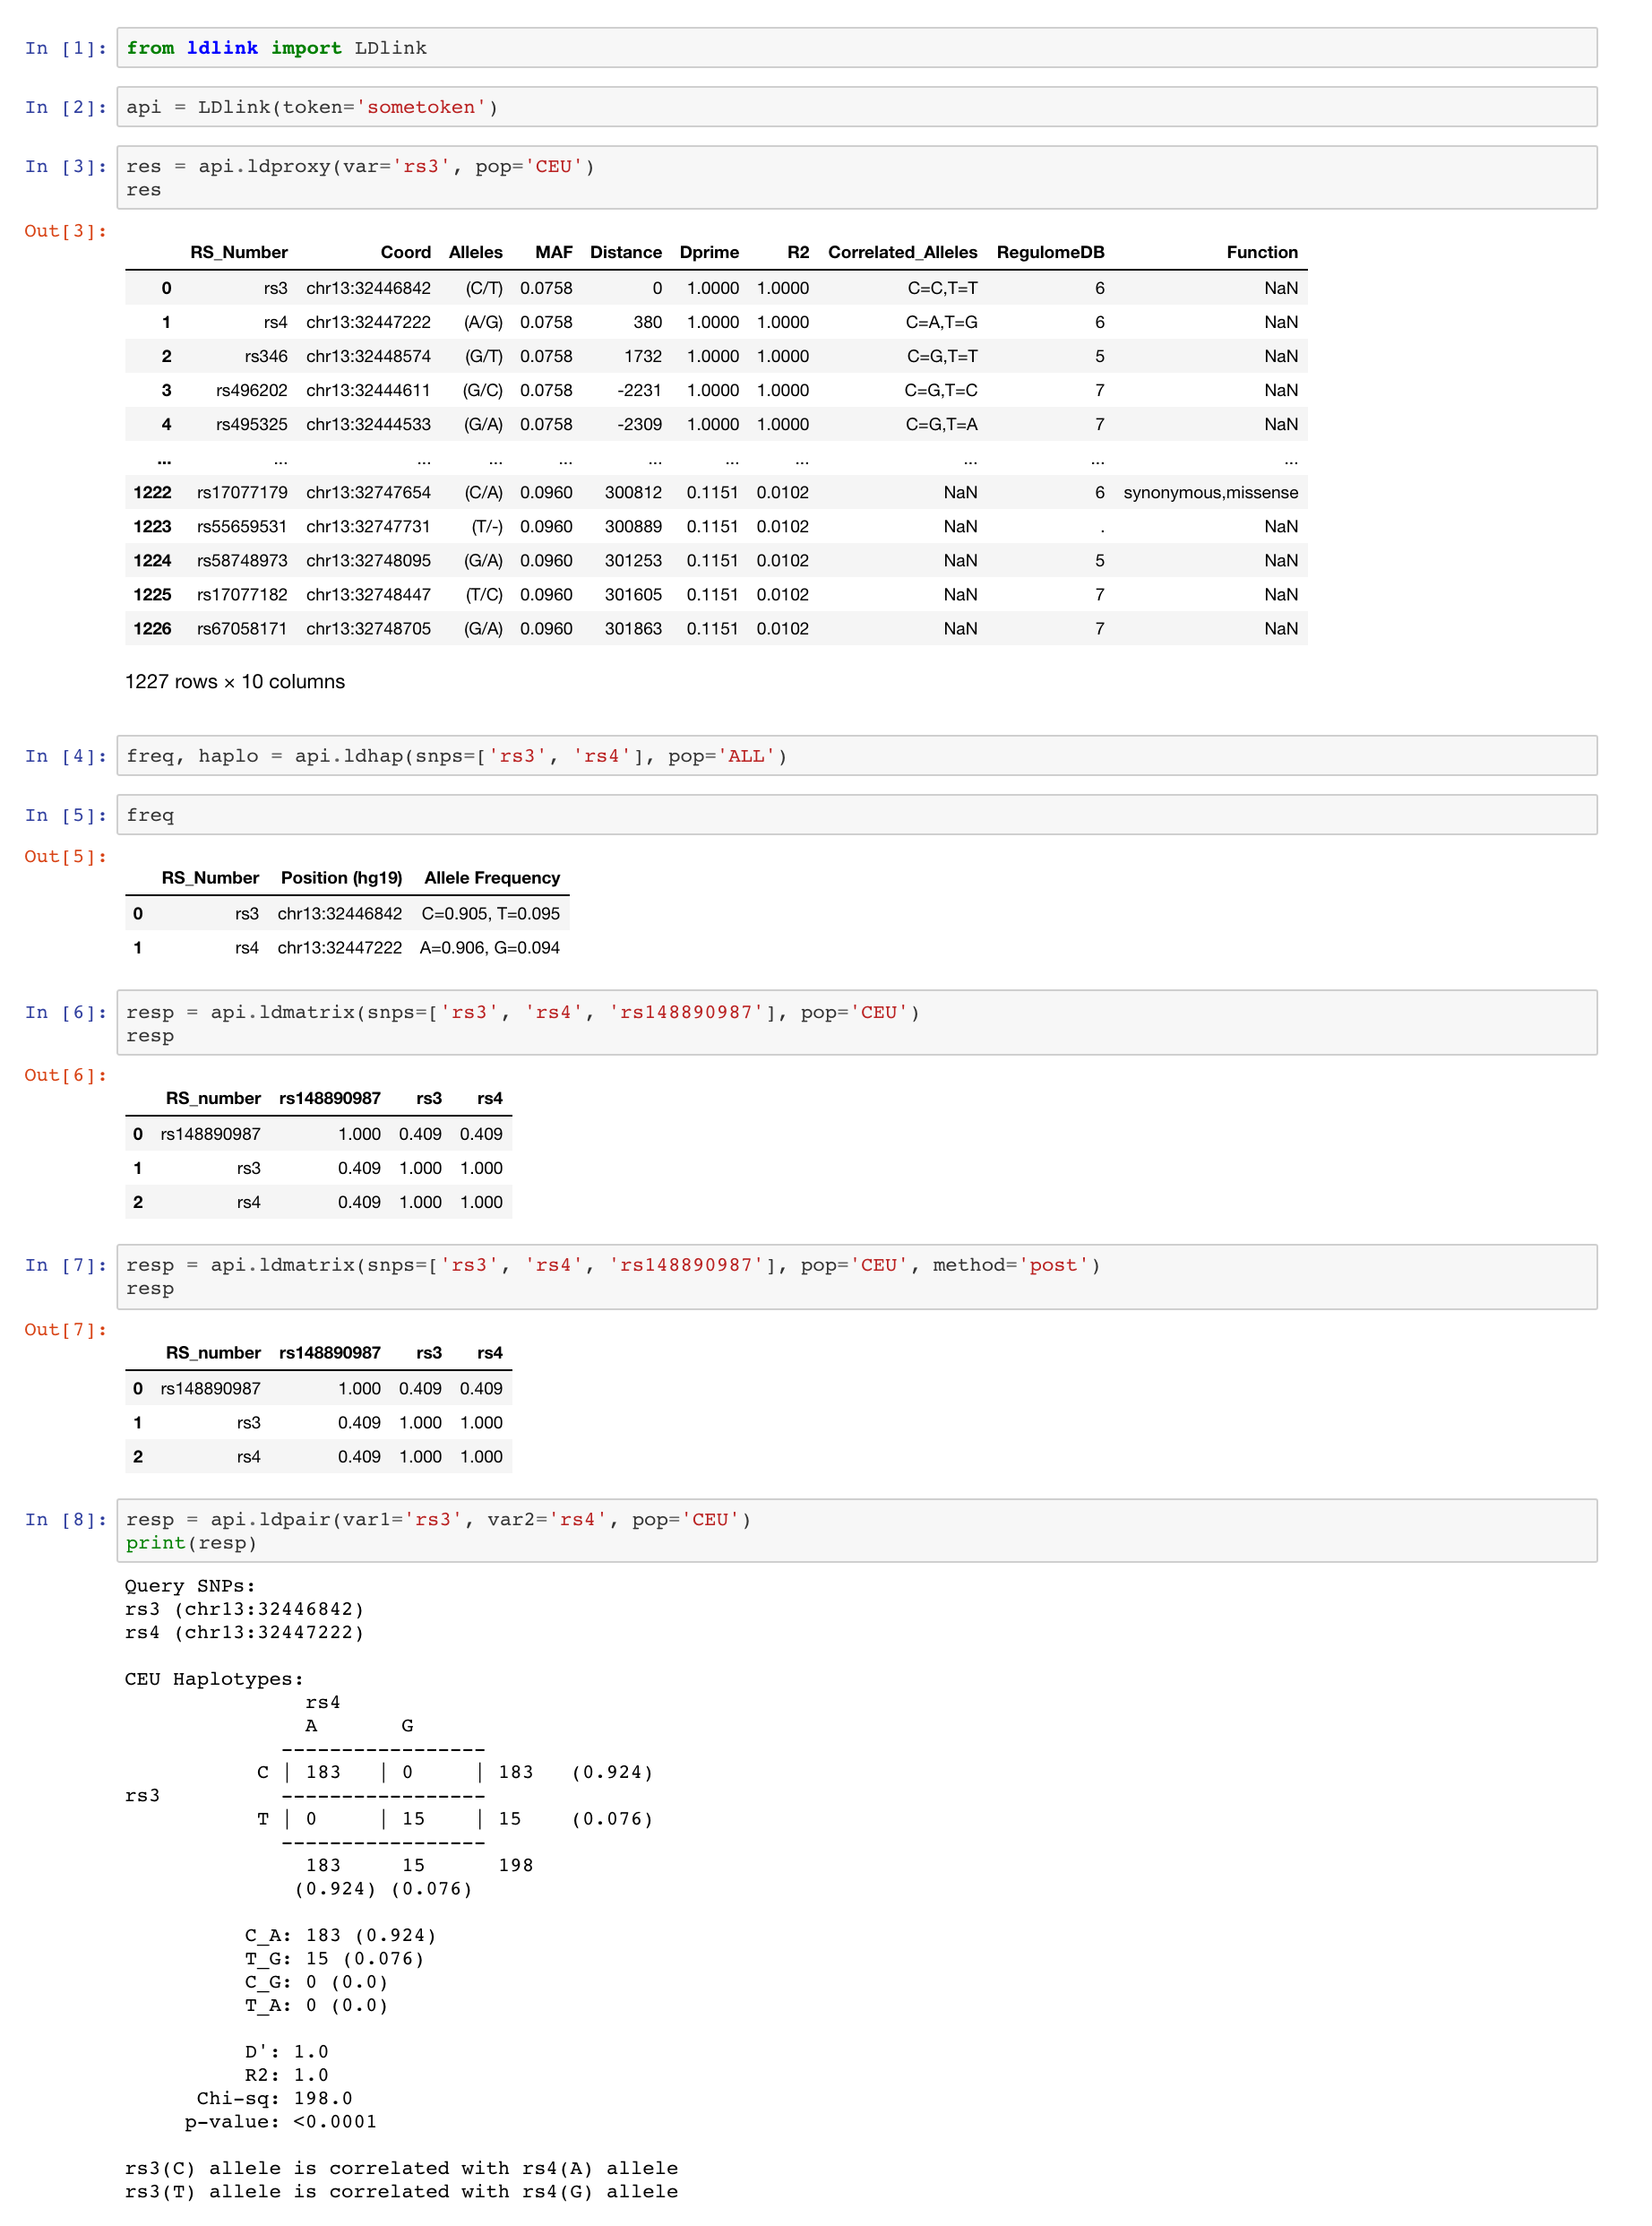 In [1]: from ldlink import LDlink
In [2]: api = LDlink(token='sometoken')
In [3]: res = api.ldproxy(var='rs3', pop='CEU')
res
Out[3]:
RS_Number Coord Alleles MAF Distance Dprime R2 Correlated_Alleles RegulomeDB Function
0 rs3 chr13:32446842 (C/T) 0.0758 0 1.0000 1.0000 C=C,T=T 6 NaN
1 rs4 chr13:32447222 (A/G) 0.0758 380 1.0000 1.0000 C=A,T=G 6 NaN
2 rs346 chr13:32448574 (G/T) 0.0758 1732 1.0000 1.0000 C=G,T=T 5 NaN
3 rs496202 chr13:32444611 (G/C) 0.0758 -2231 1.0000 1.0000 C=G,T=C 7 NaN
4 rs495325 chr13:32444533 (G/A) 0.0758 -2309 1.0000 1.0000 C=G,T=A 7 NaN
... ... ... ... ... ... ... ... ... ... ...
1222 rs17077179 chr13:32747654 (C/A) 0.0960 300812 0.1151 0.0102 NaN 6 synonymous,missense
1223 rs55659531 chr13:32747731 (T/-) 0.0960 300889 0.1151 0.0102 NaN . NaN
1224 rs58748973 chr13:32748095 (G/A) 0.0960 301253 0.1151 0.0102 NaN 5 NaN
1225 rs17077182 chr13:32748447 (T/C) 0.0960 301605 0.1151 0.0102 NaN 7 NaN
1226 rs67058171 chr13:32748705 (G/A) 0.0960 301863 0.1151 0.0102 NaN 7 NaN
1227 rows × 10 columns
In [4]: freq, haplo = api.ldhap(snps=['rs3', 'rs4'], pop='ALL')
In [5]: freq
Out[5]:
RS_Number Position (hg19) Allele Frequency
0 rs3 chr13:32446842 C=0.905, T=0.095
1 rs4 chr13:32447222 A=0.906, G=0.094
In [6]: resp = api.ldmatrix(snps=['rs3', 'rs4', 'rs148890987'], pop='CEU')
resp
Out[6]:
RS_number rs148890987 rs3 rs4
0 rs148890987 1.000 0.409 0.409
1 rs3 0.409 1.000 1.000
2 rs4 0.409 1.000 1.000
In [7]: resp = api.ldmatrix(snps=['rs3', 'rs4', 'rs148890987'], pop='CEU', method='post')
resp
Out[7]:
RS_number rs148890987 rs3 rs4
0 rs148890987 1.000 0.409 0.409
1 rs3 0.409 1.000 1.000
2 rs4 0.409 1.000 1.000
In [8]: resp = api.ldpair(var1='rs3', var2='rs4', pop='CEU')
print(resp)
Query SNPs:
rs3 (chr13:32446842)
rs4 (chr13:32447222)
CEU Haplotypes:
rs4
A G
-----------------
C | 183 | 0 | 183 (0.924)
rs3 -----------------
T | 0 | 15 | 15 (0.076)
-----------------
183 15 198
(0.924) (0.076)
C_A: 183 (0.924)
T_G: 15 (0.076)
C_G: 0 (0.0)
T_A: 0 (0.0)
D': 1.0
R2: 1.0
Chi-sq: 198.0
p-value: <0.0001
rs3(C) allele is correlated with rs4(A) allele
rs3(T) allele is correlated with rs4(G) allele